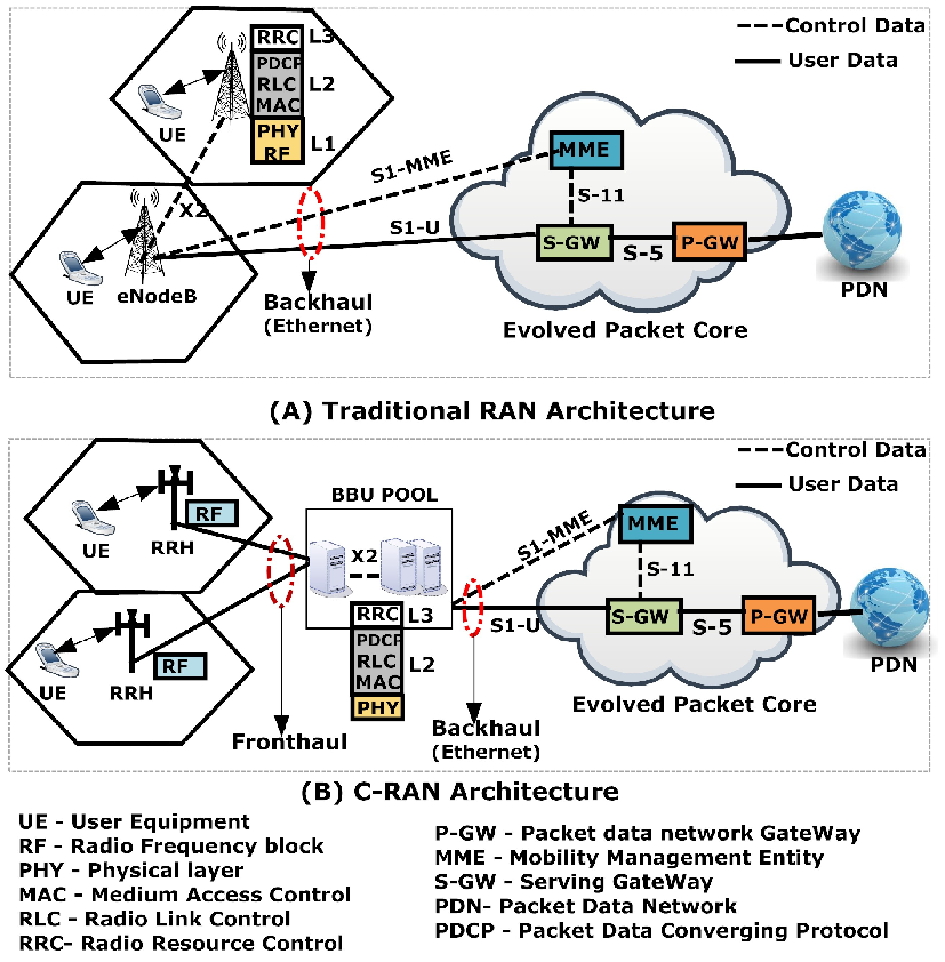 Control Data
User Data
RRC L3
PDCP
RLC L2
MAC
PHY L1
RF
UE
X2
S1-MME
MME
S-11
S1-U
S-GW
S-5
P-GW
PDN
UE
eNodeB
Backhaul
(Ethernet)
Evolved Packet Core
(A) Traditional RAN Architecture
Control Data
User Data
BBU POOL
RF
UE
RRH
X2
S1-MME
MME
S-11
RRC L3
S1-U
S-GW
S-5
P-GW
PDN
PDCP
RLC L2
MAC
PHY
RF
UE
RRH
Fronthaul
Backhaul
(Ethernet)
Evolved Packet Core
(B) C-RAN Architecture
UE - User Equipment
RF - Radio Frequency block
PHY - Physical layer
MAC - Medium Access Control
RLC - Radio Link Control
RRC- Radio Resource Control
P-GW - Packet data network GateWay
MME - Mobility Management Entity
S-GW - Serving GateWay
PDN- Packet Data Network
PDCP - Packet Data Converging Protocol